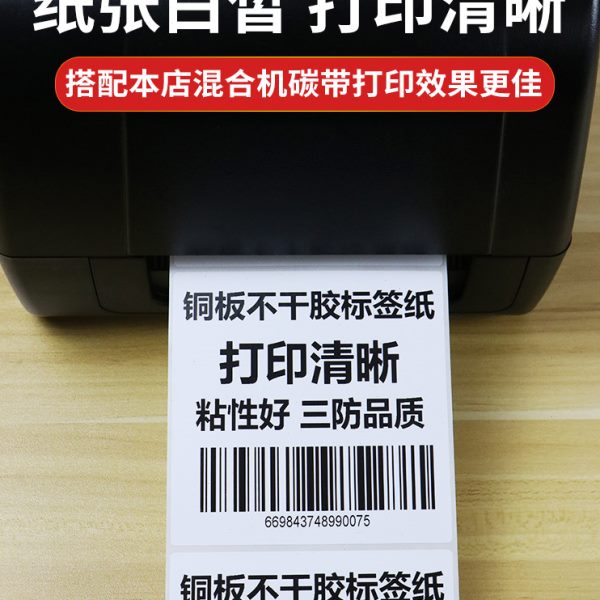 纸张白皙 打印清晰
搭配本店混合机碳带打印效果更佳
铜板不干胶标签纸
打印清晰
粘性好 三防品质
669843748990075
铜板不干胶标签纸